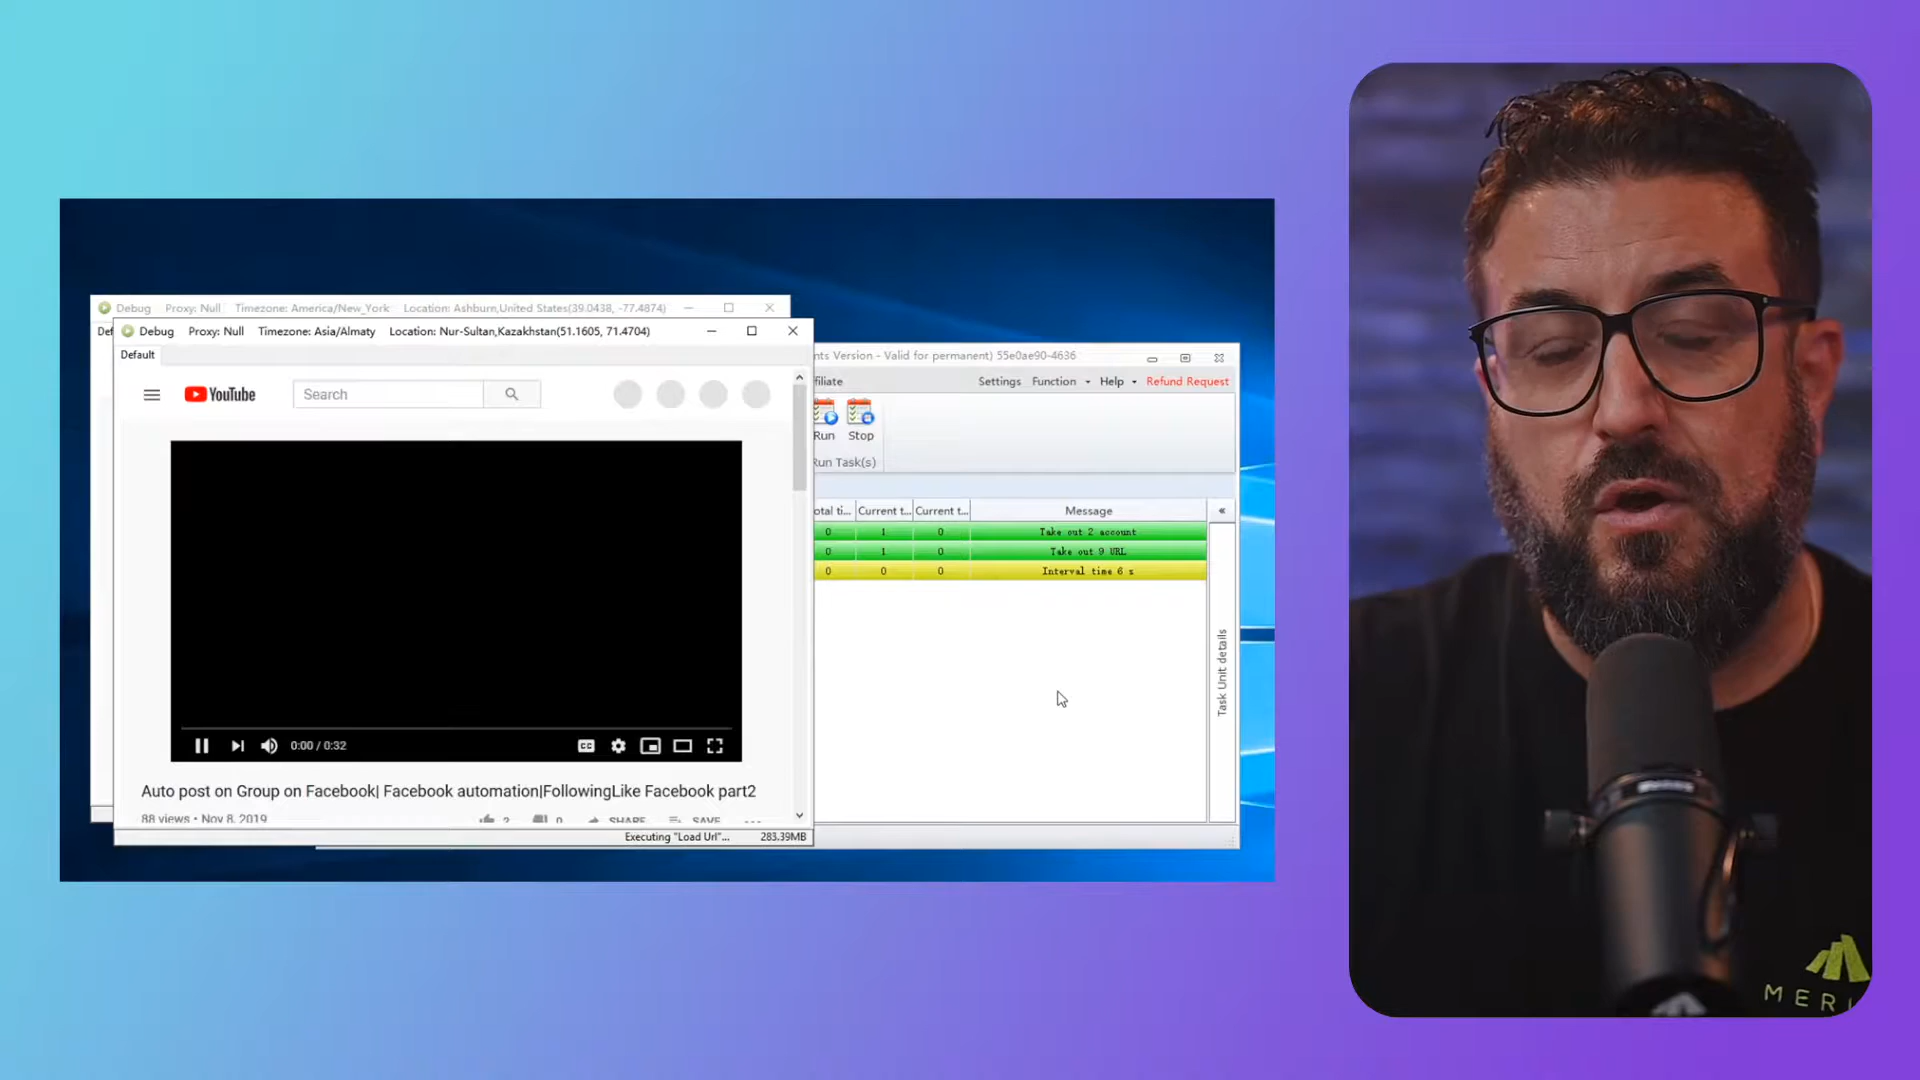 Debug Proxy: Null Timezone: America/New_York Location: Ashburn,United States(39.0438, -77.4874)
Def
Debug Proxy: Null Timezone: Asia/Almaty Location: Nur-Sultan,Kazakhstan(51.1605, 71.4704)
Default
YouTube
Search
0:00 / 0:32
CC
Auto post on Group on Facebook| Facebook automation|FollowingLike Facebook part2
88 views • Nov 8, 2019
2 0 SHARE SAVE
Executing "Load Url"... 283.39MB
nts Version - Valid for permanent) 55e0ae90-4636
filiate Settings Function Help Refund Request
Run Stop
Run Task(s)
otal ti... Current t... Current t... Message
0 1 0 Take out 2 account
0 1 0 Take out 9 URL
0 0 0 Interval time 6 s
Task Unit details
MER